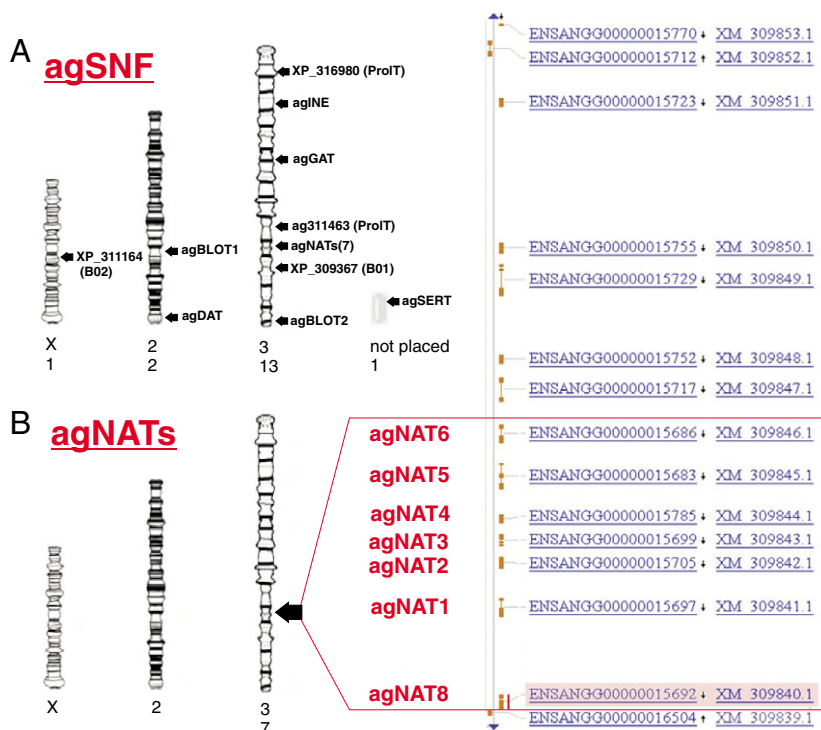 A
agSNF
XP_316980 (ProlT)
agINE
agGAT
ag311463 (ProlT)
agNATs(7)
XP_309367 (B01)
agBLOT2
XP_311164
(B02)
agBLOT1
agDAT
agSERT
X
1
2
2
3
13
not placed
1
B
agNATs
X
2
3
7
agNAT6
agNAT5
agNAT4
agNAT3
agNAT2
agNAT1
agNAT8
ENSANGG00000015770 ↓ XM_309853.1
ENSANGG00000015712 ↑ XM_309852.1
ENSANGG00000015723 ↓ XM_309851.1
ENSANGG00000015755 ↓ XM_309850.1
ENSANGG00000015729 ↓ XM_309849.1
ENSANGG00000015752 ↓ XM_309848.1
ENSANGG00000015717 ↓ XM_309847.1
ENSANGG00000015686 ↓ XM_309846.1
ENSANGG00000015683 ↓ XM_309845.1
ENSANGG00000015785 ↓ XM_309844.1
ENSANGG00000015699 ↓ XM_309843.1
ENSANGG00000015705 ↓ XM_309842.1
ENSANGG00000015697 ↓ XM_309841.1
ENSANGG00000015692 ↓ XM_309840.1
ENSANGG00000016504 ↑ XM_309839.1